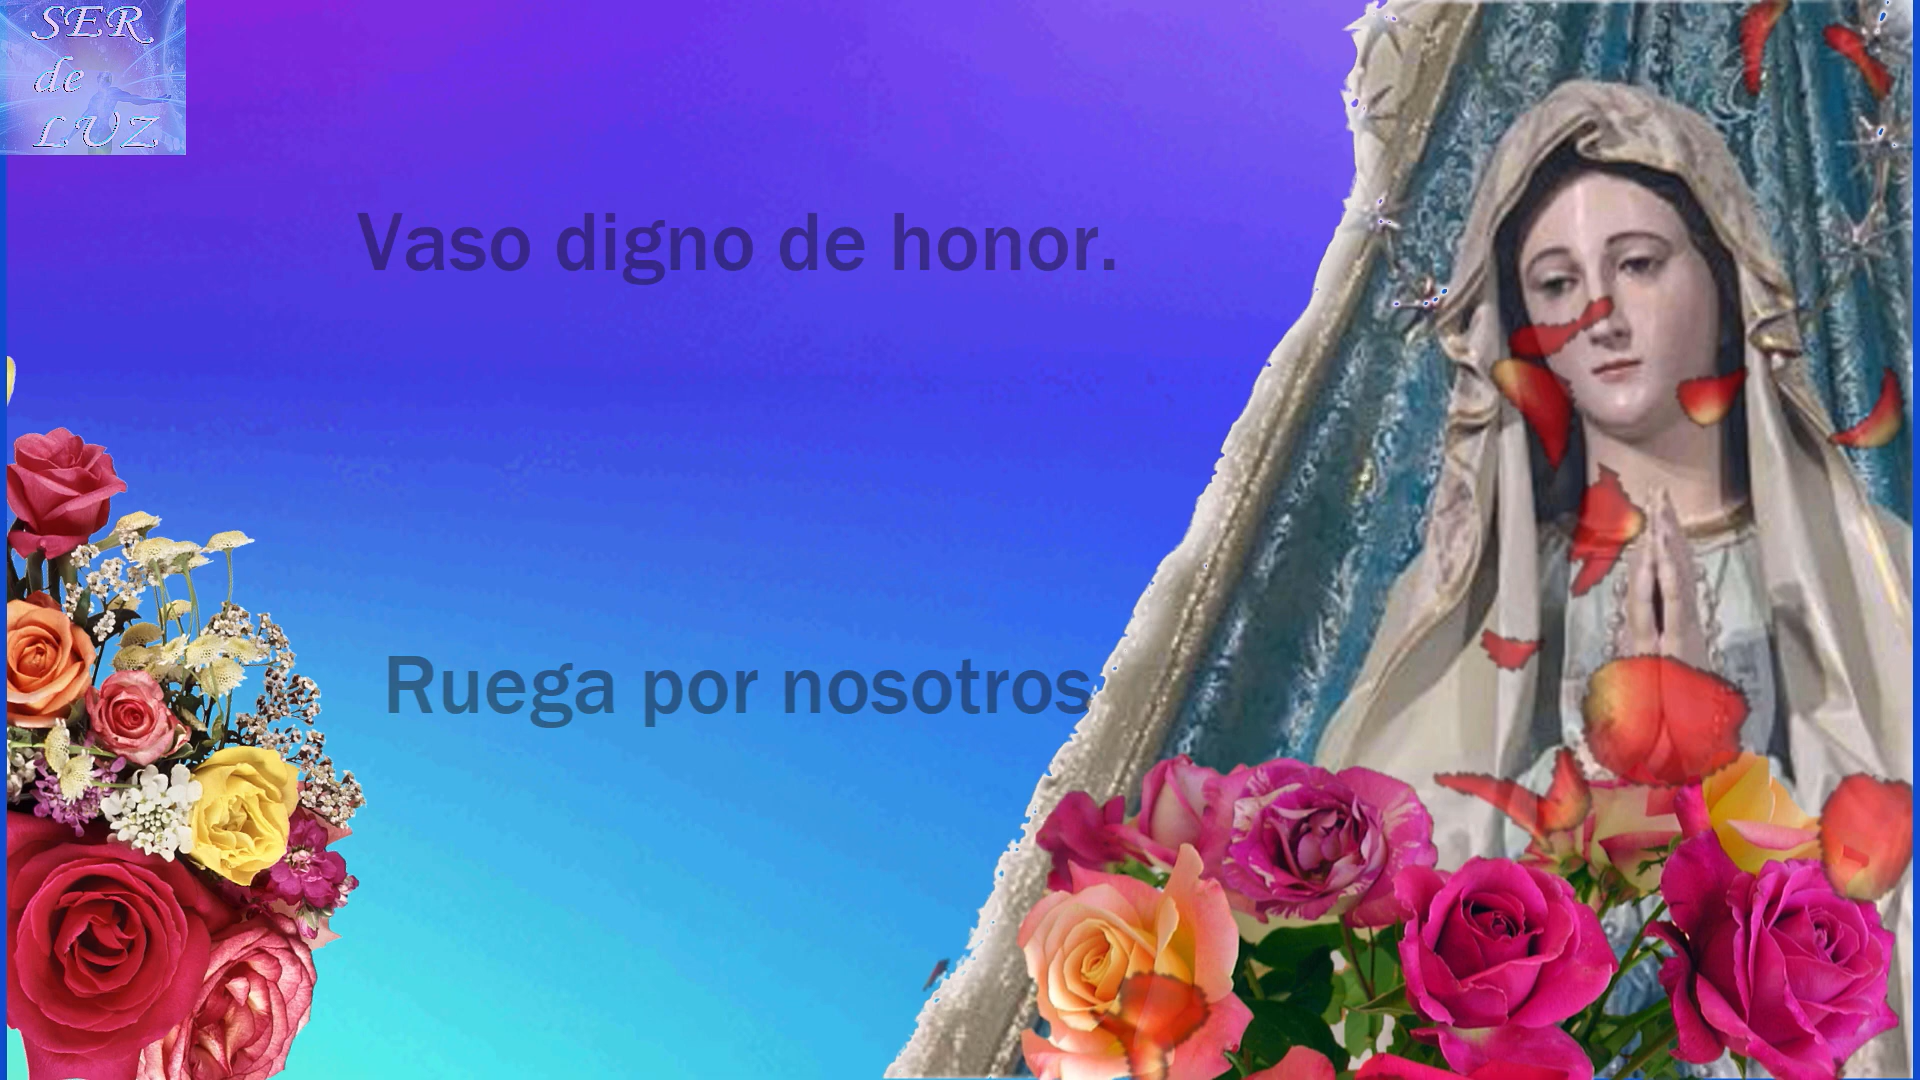 SER
de
LUZ
Vaso digno de honor.
Ruega por nosotros